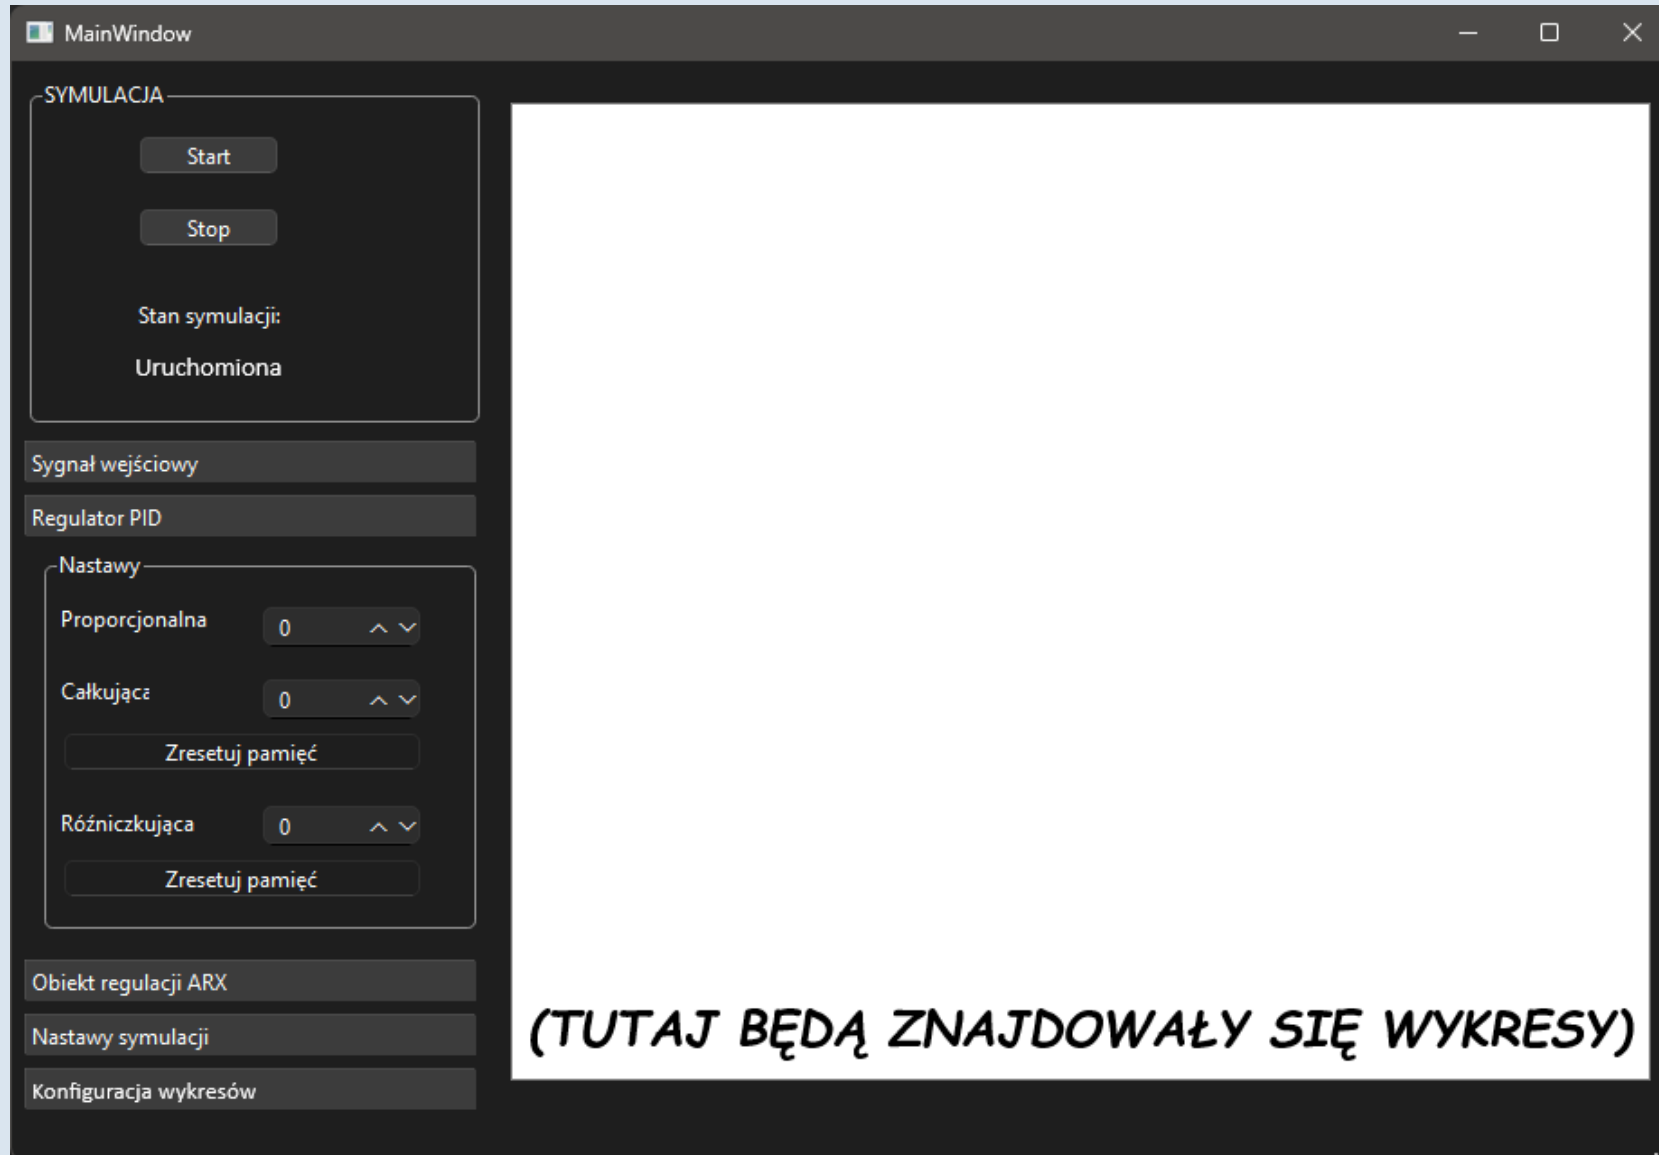 MainWindow
SYMULACJA
Start
Stop
Stan symulacji:
Uruchomiona
Sygnał wejściowy
Regulator PID
Nastawy
Proporcjonalna
0
Całkująca
0
Zresetuj pamięć
Różniczkująca
0
Zresetuj pamięć
Obiekt regulacji ARX
Nastawy symulacji
Konfiguracja wykresów
(TUTAJ BĘDĄ ZNAJDOWAŁY SIĘ WYKRESY)